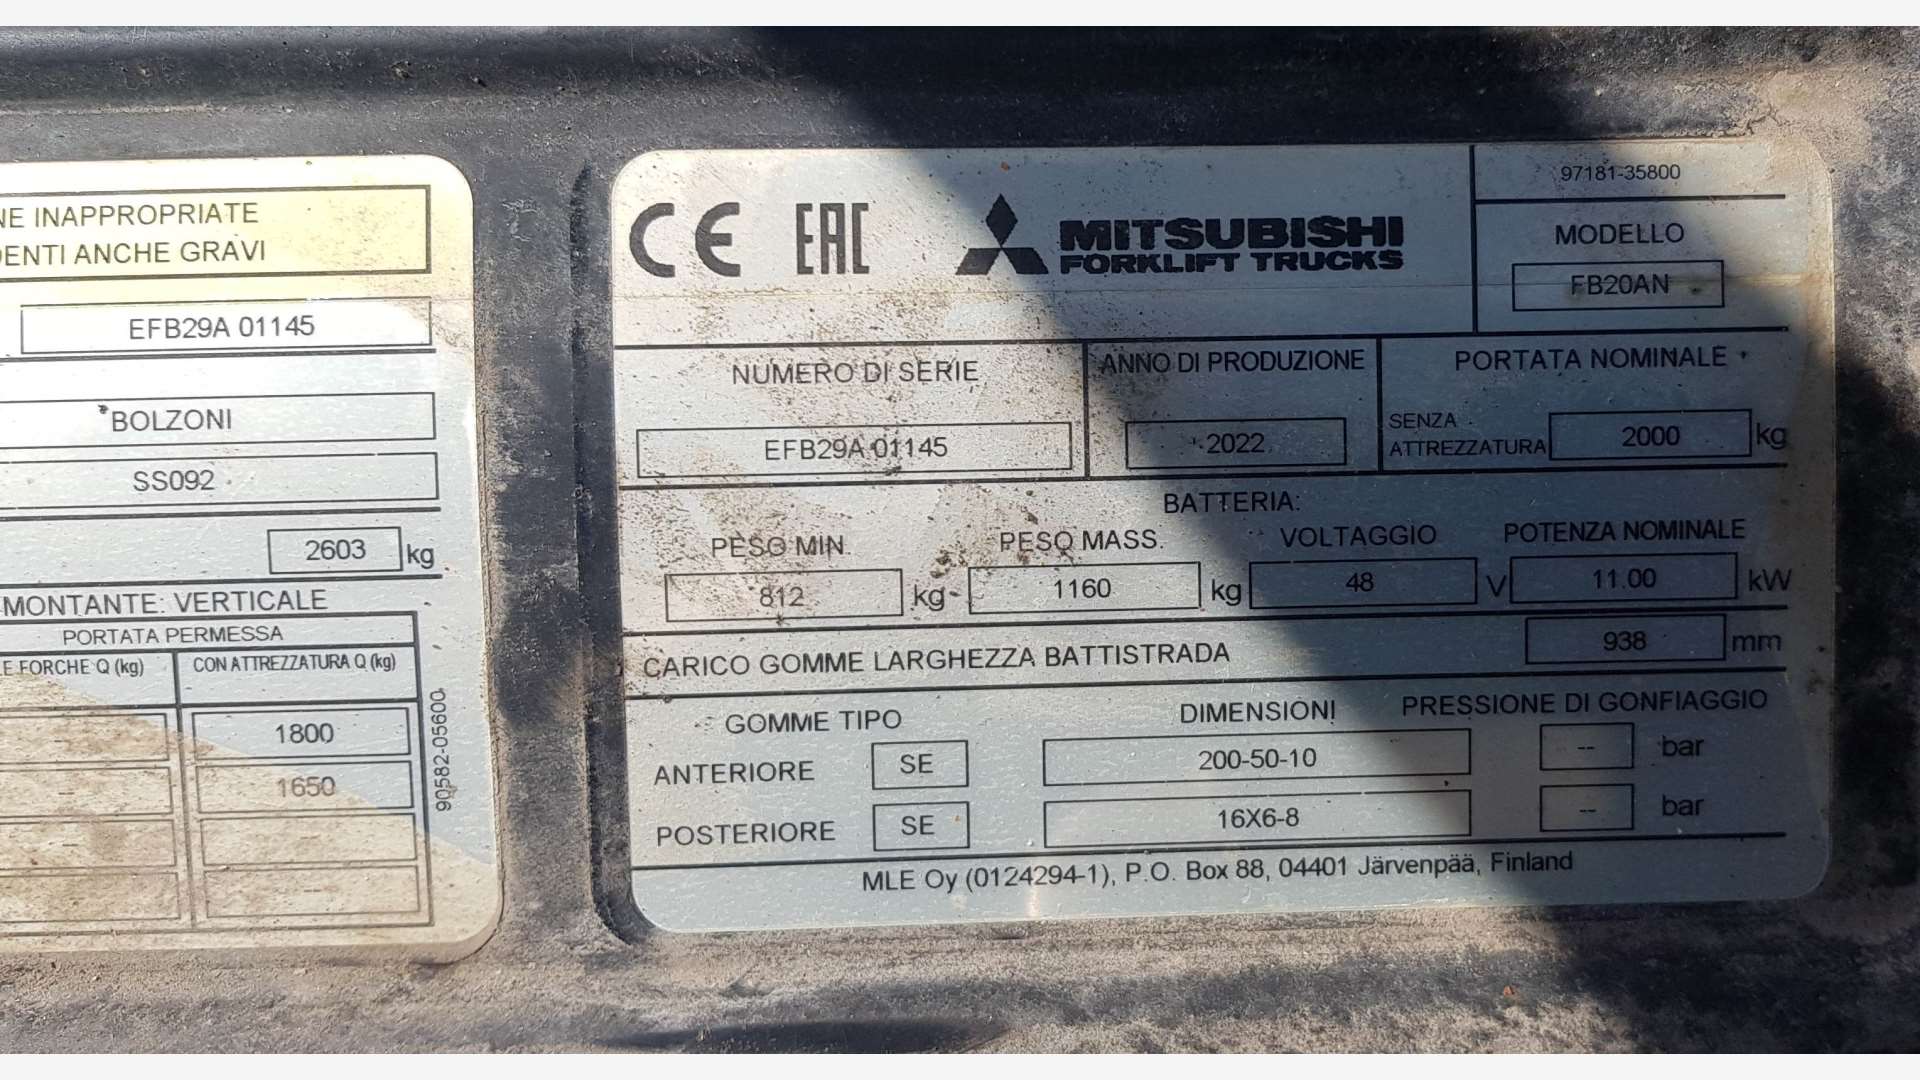 NE INAPPROPRIATE
DENTI ANCHE GRAVI
EFB29A 01145
BOLZONI
SS092
2603 kg
MONTANTE: VERTICALE
PORTATA PERMESSA
LE FORCHE Q (kg) CON ATTREZZATURA Q (kg)
1800
1650
--
--
90582-05600
CE EAC MITSUBISHI
FORKLIFT TRUCKS
97181-35800
MODELLO
FB20AN
NUMERO DI SERIE ANNO DI PRODUZIONE PORTATA NOMINALE
EFB29A 01145 2022 SENZA
ATTREZZATURA 2000 kg
BATTERIA:
PESO MIN. PESO MASS. VOLTAGGIO POTENZA NOMINALE
812 kg 1160 kg 48 V 11.00 kW
CARICO GOMME LARGHEZZA BATTISTRADA 938 mm
GOMME TIPO DIMENSIONI PRESSIONE DI GONFIAGGIO
ANTERIORE SE 200-50-10 -- bar
POSTERIORE SE 16X6-8 -- bar
MLE Oy (0124294-1), P.O. Box 88, 04401 Järvenpää, Finland